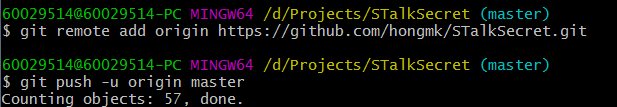 60029514@60029514-PC MINGW64 /d/Projects/STalkSecret (master)
$ git remote add origin https://github.com/hongmk/STalkSecret.git
60029514@60029514-PC MINGW64 /d/Projects/STalkSecret (master)
$ git push -u origin master
Counting objects: 57, done.